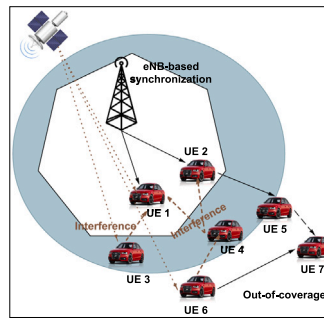 eNB-based
synchronization
UE 2
UE 1
Interference
Interference
UE 5
UE 4
UE 3
UE 7
UE 6
Out-of-coverage